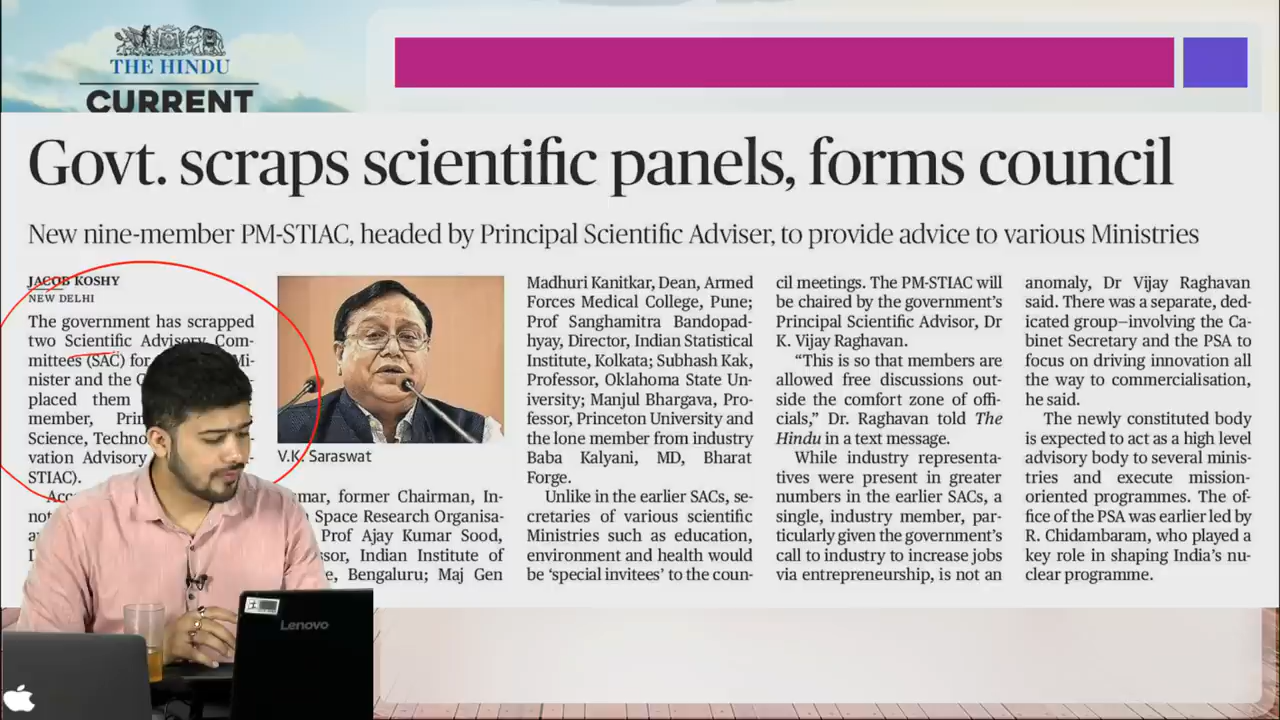 THE HINDU
CURRENT
Govt. scraps scientific panels, forms council
New nine-member PM-STIAC, headed by Principal Scientific Adviser, to provide advice to various Ministries
JACOB KOSHY
NEW DELHI
The government has scrapped
two Scientific Advisory Com-
mittees (SAC) for Mi-
nister and the
placed them
member,
Science,
vation Advisory
STIAC).
V.K. Saraswat
former Chairman, In-
Space Research Organisa-
Prof Ajay Kumar Sood,
Indian Institute of
Bengaluru; Maj Gen
Madhuri Kanitkar, Dean, Armed
Forces Medical College, Pune;
Prof Sanghamitra Bandopad-
hyay, Director, Indian Statistical
Institute, Kolkata; Subhash Kak,
Professor, Oklahoma State Un-
iversity; Manjul Bhargava, Pro-
fessor, Princeton University and
the lone member from industry
Baba Kalyani, MD, Bharat
Forge.
Unlike in the earlier SACs, se-
cretaries of various scientific
Ministries such as education,
environment and health would
be ‘special invitees’ to the coun-
cil meetings. The PM-STIAC will
be chaired by the government’s
Principal Scientific Advisor, Dr
K. Vijay Raghavan.
“This is so that members are
allowed free discussions out-
side the comfort zone of offi-
cials,” Dr. Raghavan told The
Hindu in a text message.
While industry representa-
tives were present in greater
numbers in the earlier SACs, a
single, industry member, par-
ticularly given the government’s
call to industry to increase jobs
via entrepreneurship, is not an
anomaly, Dr Vijay Raghavan
said. There was a separate, ded-
icated group—involving the Ca-
binet Secretary and the PSA to
focus on driving innovation all
the way to commercialisation,
he said.
The newly constituted body
is expected to act as a high level
advisory body to several minis-
tries and execute mission-
oriented programmes. The of-
fice of the PSA was earlier led by
R. Chidambaram, who played a
key role in shaping India’s nu-
clear programme.
Lenovo